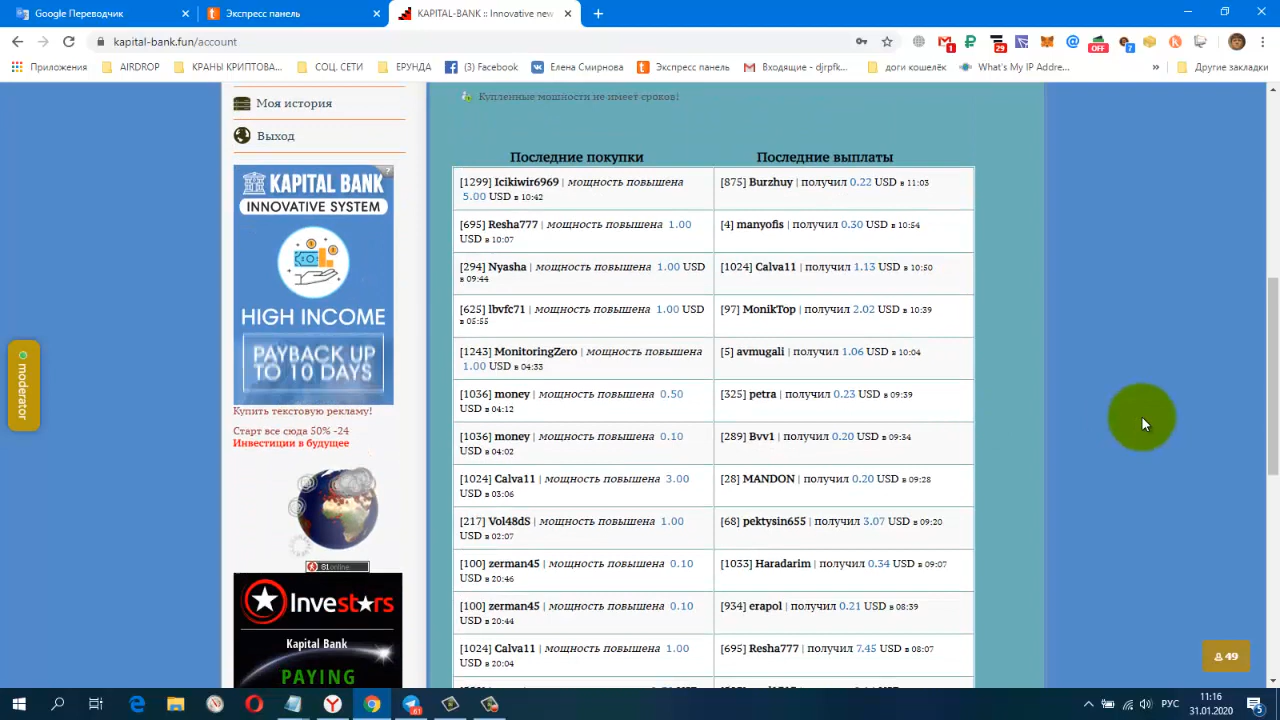 Google Переводчик
Экспресс панель
KAPITAL-BANK :: Innovative new
kapital-bank.fun/account
1
29
OFF
7
Приложения
AIRDROP
КРАНЫ КРИПТОВА...
СОЦ. СЕТИ
ЕРУНДА
(3) Facebook
Елена Смирнова
Экспресс панель
Входящие - djrpfk...
доги кошелёк
What's My IP Addre...
»
Другие закладки
Моя история
Выход
KAPITAL BANK
INNOVATIVE SYSTEM
HIGH INCOME
PAYBACK UP
TO 10 DAYS
Купить текстовую рекламу!
Старт все сюда 50% -24
Инвестиции в будущее
81 online
Investors
Kapital Bank
PAYING
moderator
Купленные мощности не имеет сроков!
Последние покупки
Последние выплаты
[1299] Icikiwir6969 | мощность повышена
5.00 USD в 10:42
[875] Burzhuy | получил 0.22 USD в 11:03
[695] Resha777 | мощность повышена 1.00
USD в 10:07
[4] manyofis | получил 0.30 USD в 10:54
[294] Nyasha | мощность повышена 1.00 USD
в 09:44
[1024] Calva11 | получил 1.13 USD в 10:50
[625] lbvfc71 | мощность повышена 1.00 USD
в 05:55
[97] MonikTop | получил 2.02 USD в 10:39
[1243] MonitoringZero | мощность повышена
1.00 USD в 04:33
[5] avmugali | получил 1.06 USD в 10:04
[1036] money | мощность повышена 0.50
USD в 04:12
[325] petra | получил 0.23 USD в 09:39
[1036] money | мощность повышена 0.10
USD в 04:02
[289] Bvv1 | получил 0.20 USD в 09:34
[1024] Calva11 | мощность повышена 3.00
USD в 03:06
[28] MANDON | получил 0.20 USD в 09:28
[217] Vol48dS | мощность повышена 1.00
USD в 02:07
[68] pektysin655 | получил 3.07 USD в 09:20
[100] zerman45 | мощность повышена 0.10
USD в 20:46
[1033] Haradarim | получил 0.34 USD в 09:07
[100] zerman45 | мощность повышена 0.10
USD в 20:44
[934] erapol | получил 0.21 USD в 08:39
[1024] Calva11 | мощность повышена 1.00
USD в 20:04
[695] Resha777 | получил 7.45 USD в 08:07
49
61
РУС
11:16
31.01.2020
5